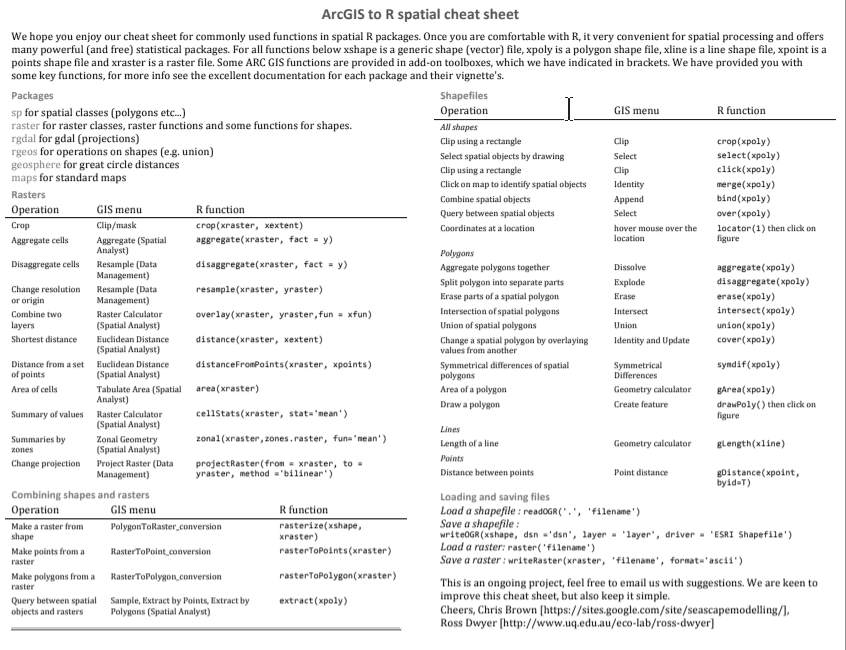 ArcGIS to R spatial cheat sheet
We hope you enjoy our cheat sheet for commonly used functions in spatial R packages. Once you are comfortable with R, it very convenient for spatial processing and offers
many powerful (and free) statistical packages. For all functions below xshape is a generic shape (vector) file, xpoly is a polygon shape file, xline is a line shape file, xpoint is a
points shape file and xraster is a raster file. Some ARC GIS functions are provided in add-on toolboxes, which we have indicated in brackets. We have provided you with
some key functions, for more info see the excellent documentation for each package and their vignette's.
Packages
sp for spatial classes (polygons etc...)
raster for raster classes, raster functions and some functions for shapes.
rgdal for gdal (projections)
rgeos for operations on shapes (e.g. union)
geosphere for great circle distances
maps for standard maps
Rasters
Operation GIS menu R function
Crop Clip/mask crop(xraster, xextent)
Aggregate cells Aggregate (Spatial aggregate(xraster, fact = y)
Analyst)
Disaggregate cells Resample (Data disaggregate(xraster, fact = y)
Management)
Change resolution Resample (Data resample(xraster, yraster)
or origin Management)
Combine two Raster Calculator overlay(xraster, yraster,fun = xfun)
layers (Spatial Analyst)
Shortest distance Euclidean Distance distance(xraster, xextent)
(Spatial Analyst)
Distance from a set Euclidean Distance distanceFromPoints(xraster, xpoints)
of points (Spatial Analyst)
Area of cells Tabulate Area (Spatial area(xraster)
Analyst)
Summary of values Raster Calculator cellStats(xraster, stat='mean')
(Spatial Analyst)
Summaries by Zonal Geometry zonal(xraster,zones.raster, fun='mean')
zones (Spatial Analyst)
Change projection Project Raster (Data projectRaster(from = xraster, to =
Management) yraster, method ='bilinear')
Combining shapes and rasters
Operation GIS menu R function
Make a raster from PolygonToRaster_conversion rasterize(xshape,
shape xraster)
Make points from a RasterToPoint_conversion rasterToPoints(xraster)
raster
Make polygons from a RasterToPolygon_conversion rasterToPolygon(xraster)
raster
Query between spatial Sample, Extract by Points, Extract by extract(xpoly)
objects and rasters Polygons (Spatial Analyst)
Shapefiles
Operation GIS menu R function
All shapes
Clip using a rectangle Clip crop(xpoly)
Select spatial objects by drawing Select select(xpoly)
Clip using a rectangle Clip click(xpoly)
Click on map to identify spatial objects Identity merge(xpoly)
Combine spatial objects Append bind(xpoly)
Query between spatial objects Select over(xpoly)
Coordinates at a location hover mouse over the locator(1) then click on
location figure
Polygons
Aggregate polygons together Dissolve aggregate(xpoly)
Split polygon into separate parts Explode disaggregate(xpoly)
Erase parts of a spatial polygon Erase erase(xpoly)
Intersection of spatial polygons Intersect intersect(xpoly)
Union of spatial polygons Union union(xpoly)
Change a spatial polygon by overlaying Identity and Update cover(xpoly)
values from another
Symmetrical differences of spatial Symmetrical symdif(xpoly)
polygons Differences
Area of a polygon Geometry calculator gArea(xpoly)
Draw a polygon Create feature drawPoly() then click on
figure
Lines
Length of a line Geometry calculator gLength(xline)
Points
Distance between points Point distance gDistance(xpoint,
byid=T)
Loading and saving files
Load a shapefile : readOGR('.', 'filename')
Save a shapefile :
writeOGR(xshape, dsn ='dsn', layer = 'layer', driver = 'ESRI Shapefile')
Load a raster: raster('filename')
Save a raster : writeRaster(xraster, 'filename', format='ascii')
This is an ongoing project, feel free to email us with suggestions. We are keen to
improve this cheat sheet, but also keep it simple.
Cheers, Chris Brown [https://sites.google.com/site/seascapemodelling/],
Ross Dwyer [http://www.uq.edu.au/eco-lab/ross-dwyer]